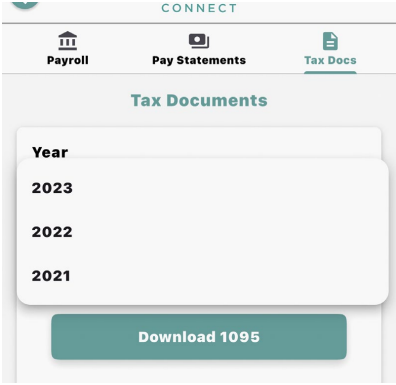 CONNECT
Payroll Pay Statements Tax Docs
Tax Documents
Year
2023
2022
2021
Download 1095